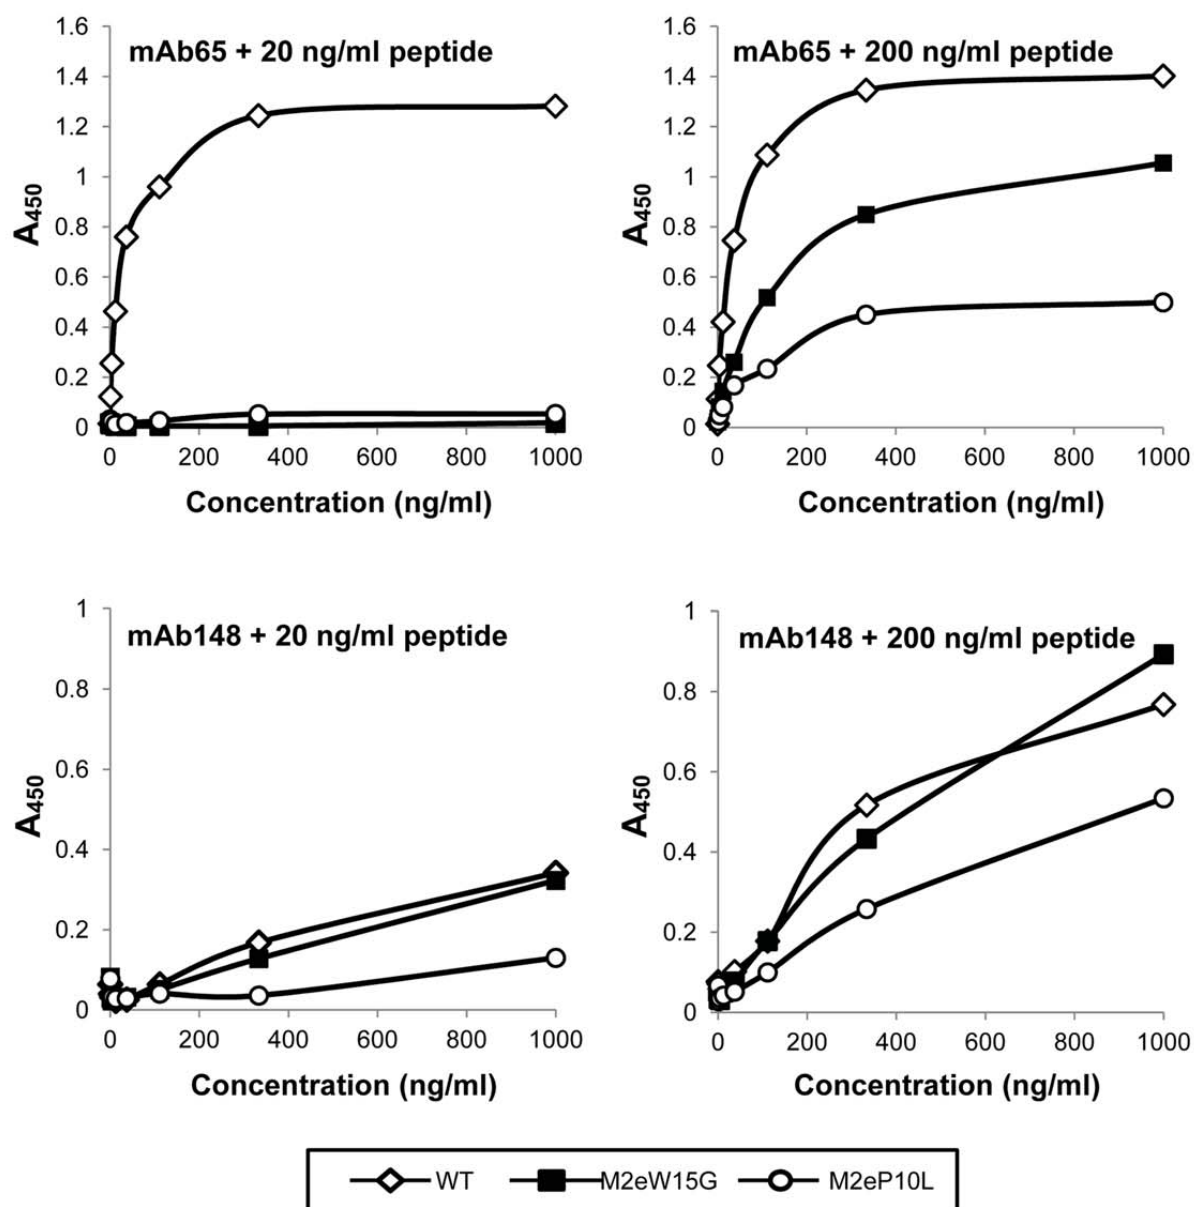 mAb65 + 20 ng/ml peptide
A450
1.6
1.4
1.2
1
0.8
0.6
0.4
0.2
0
0 200 400 600 800 1000
Concentration (ng/ml)
mAb65 + 200 ng/ml peptide
A450
1.6
1.4
1.2
1
0.8
0.6
0.4
0.2
0
0 200 400 600 800 1000
Concentration (ng/ml)
mAb148 + 20 ng/ml peptide
A450
1
0.8
0.6
0.4
0.2
0
0 200 400 600 800 1000
Concentration (ng/ml)
mAb148 + 200 ng/ml peptide
A450
1
0.8
0.6
0.4
0.2
0
0 200 400 600 800 1000
Concentration (ng/ml)
WT M2eW15G M2eP10L